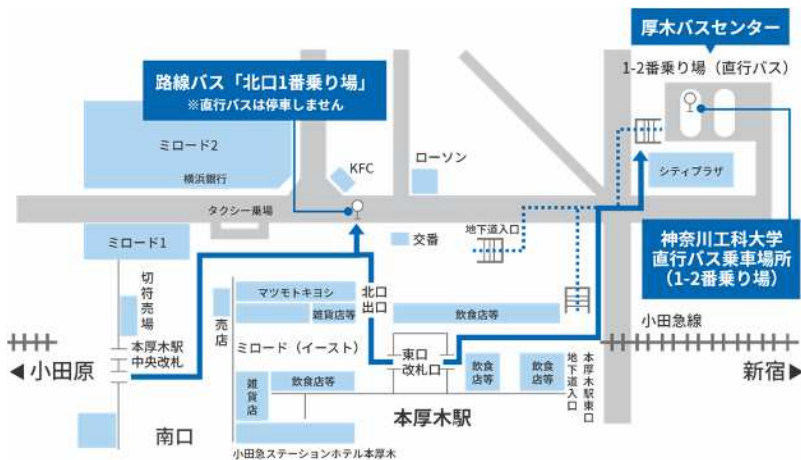 厚木バスセンター
1-2番乗り場（直行バス）
路線バス「北口1番乗り場」
※直行バスは停車しません
ミロード2
横浜銀行
KFC
ローソン
シティプラザ
タクシー乗場
ミロード1
交番
地下道入口
神奈川工科大学
直行バス乗車場所
（1-2番乗り場）
切符売場
売店
マツモトキヨシ
雑貨店等
北口
出口
飲食店等
小田急線
本厚木駅
中央改札
ミロード（イースト）
東口
改札口
飲食
店等
飲食
店等
本厚木駅東口
地下道入口
◀小田原
新宿▶
雑貨店
飲食店等
本厚木駅
南口
小田急ステーションホテル本厚木